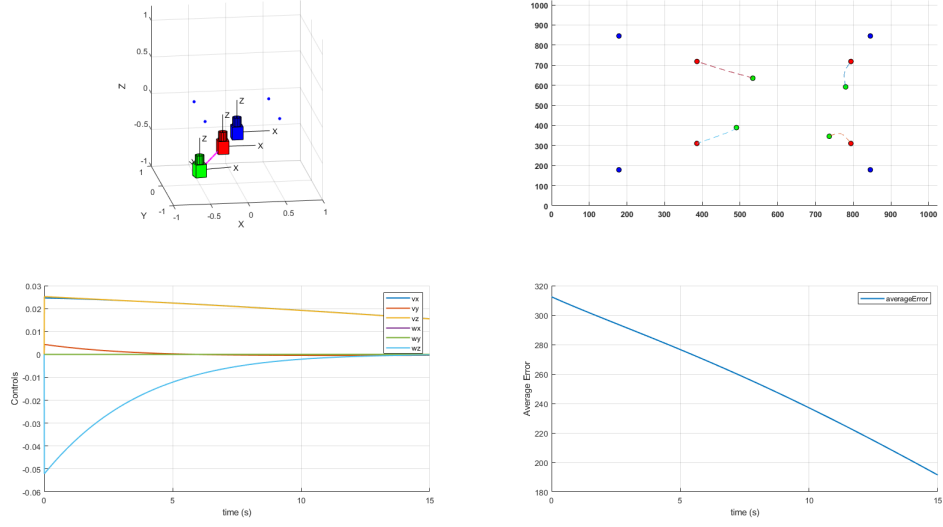 1
0.5
0
-0.5
-1
Z
1
0
-1
Y
-1
-0.5
0
0.5
1
X
Z
X
Z
X
Z
X
1000
900
800
700
600
500
400
300
200
100
0
0 100 200 300 400 500 600 700 800 900 1000
0.03
0.02
0.01
0
-0.01
-0.02
-0.03
-0.04
-0.05
-0.06
Controls
vx
vy
vz
wx
wy
wz
0 5 10 15
time (s)
320
300
280
260
240
220
200
180
Average Error
averageError
0 5 10 15
time (s)